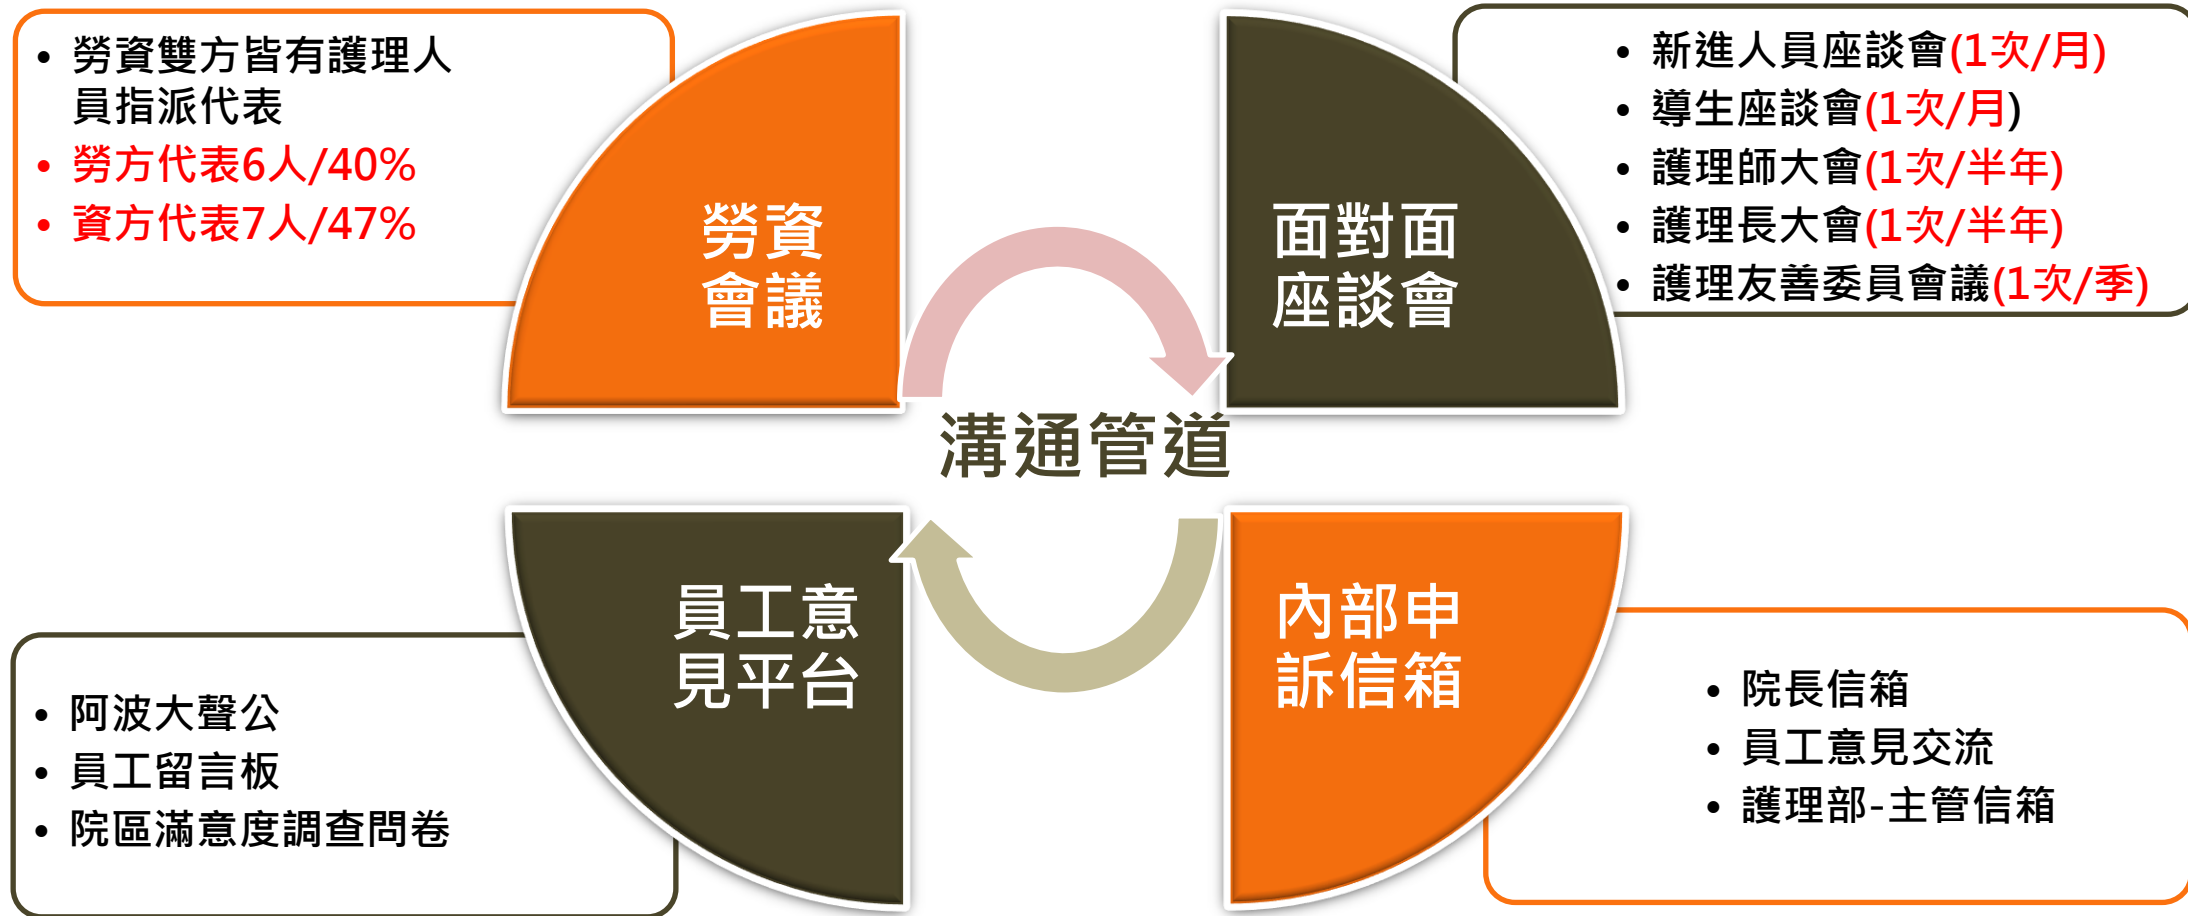 • 勞資雙方皆有護理人
員指派代表
• 勞方代表6人/40%
• 資方代表7人/47%
勞資
會議
面對面
座談會
• 新進人員座談會(1次/月)
• 導生座談會(1次/月)
• 護理師大會(1次/半年)
• 護理長大會(1次/半年)
• 護理友善委員會議(1次/季)
溝通管道
員工意
見平台
• 阿波大聲公
• 員工留言板
• 院區滿意度調查問卷
內部申
訴信箱
• 院長信箱
• 員工意見交流
• 護理部-主管信箱